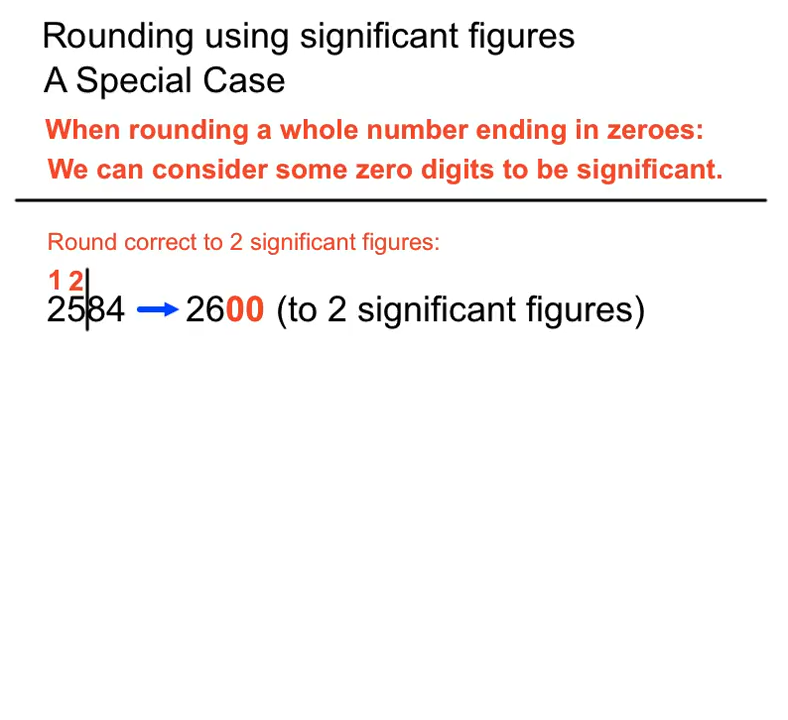 Rounding using significant figures
A Special Case
When rounding a whole number ending in zeroes:
We can consider some zero digits to be significant.
Round correct to 2 significant figures:
1 2
2584 → 2600 (to 2 significant figures)